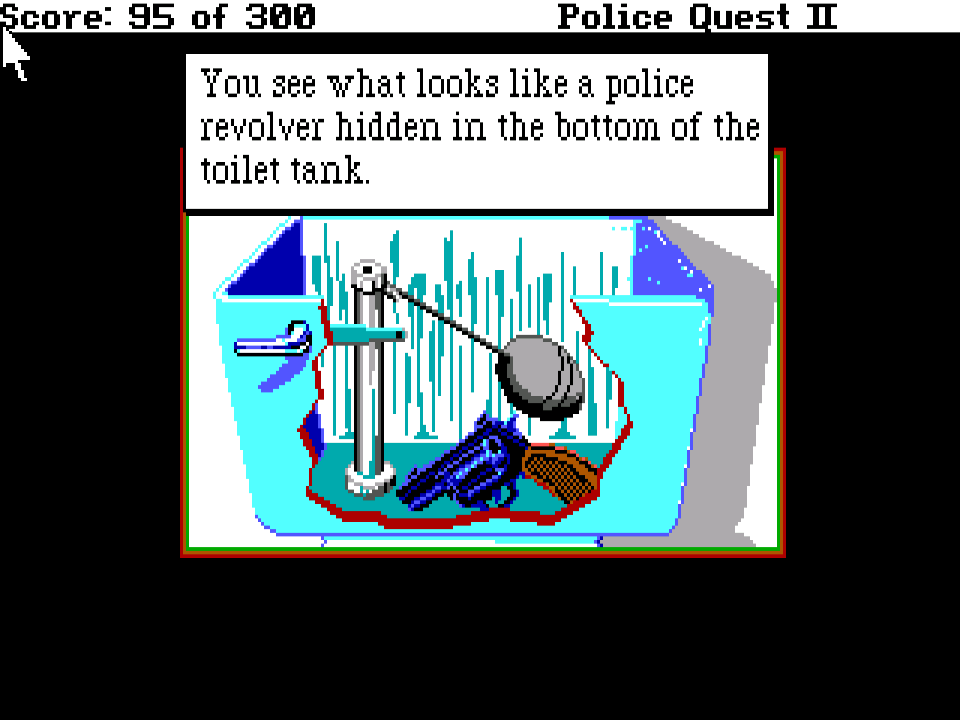 Score: 95 of 300 Police Quest II
You see what looks like a police
revolver hidden in the bottom of the
toilet tank.